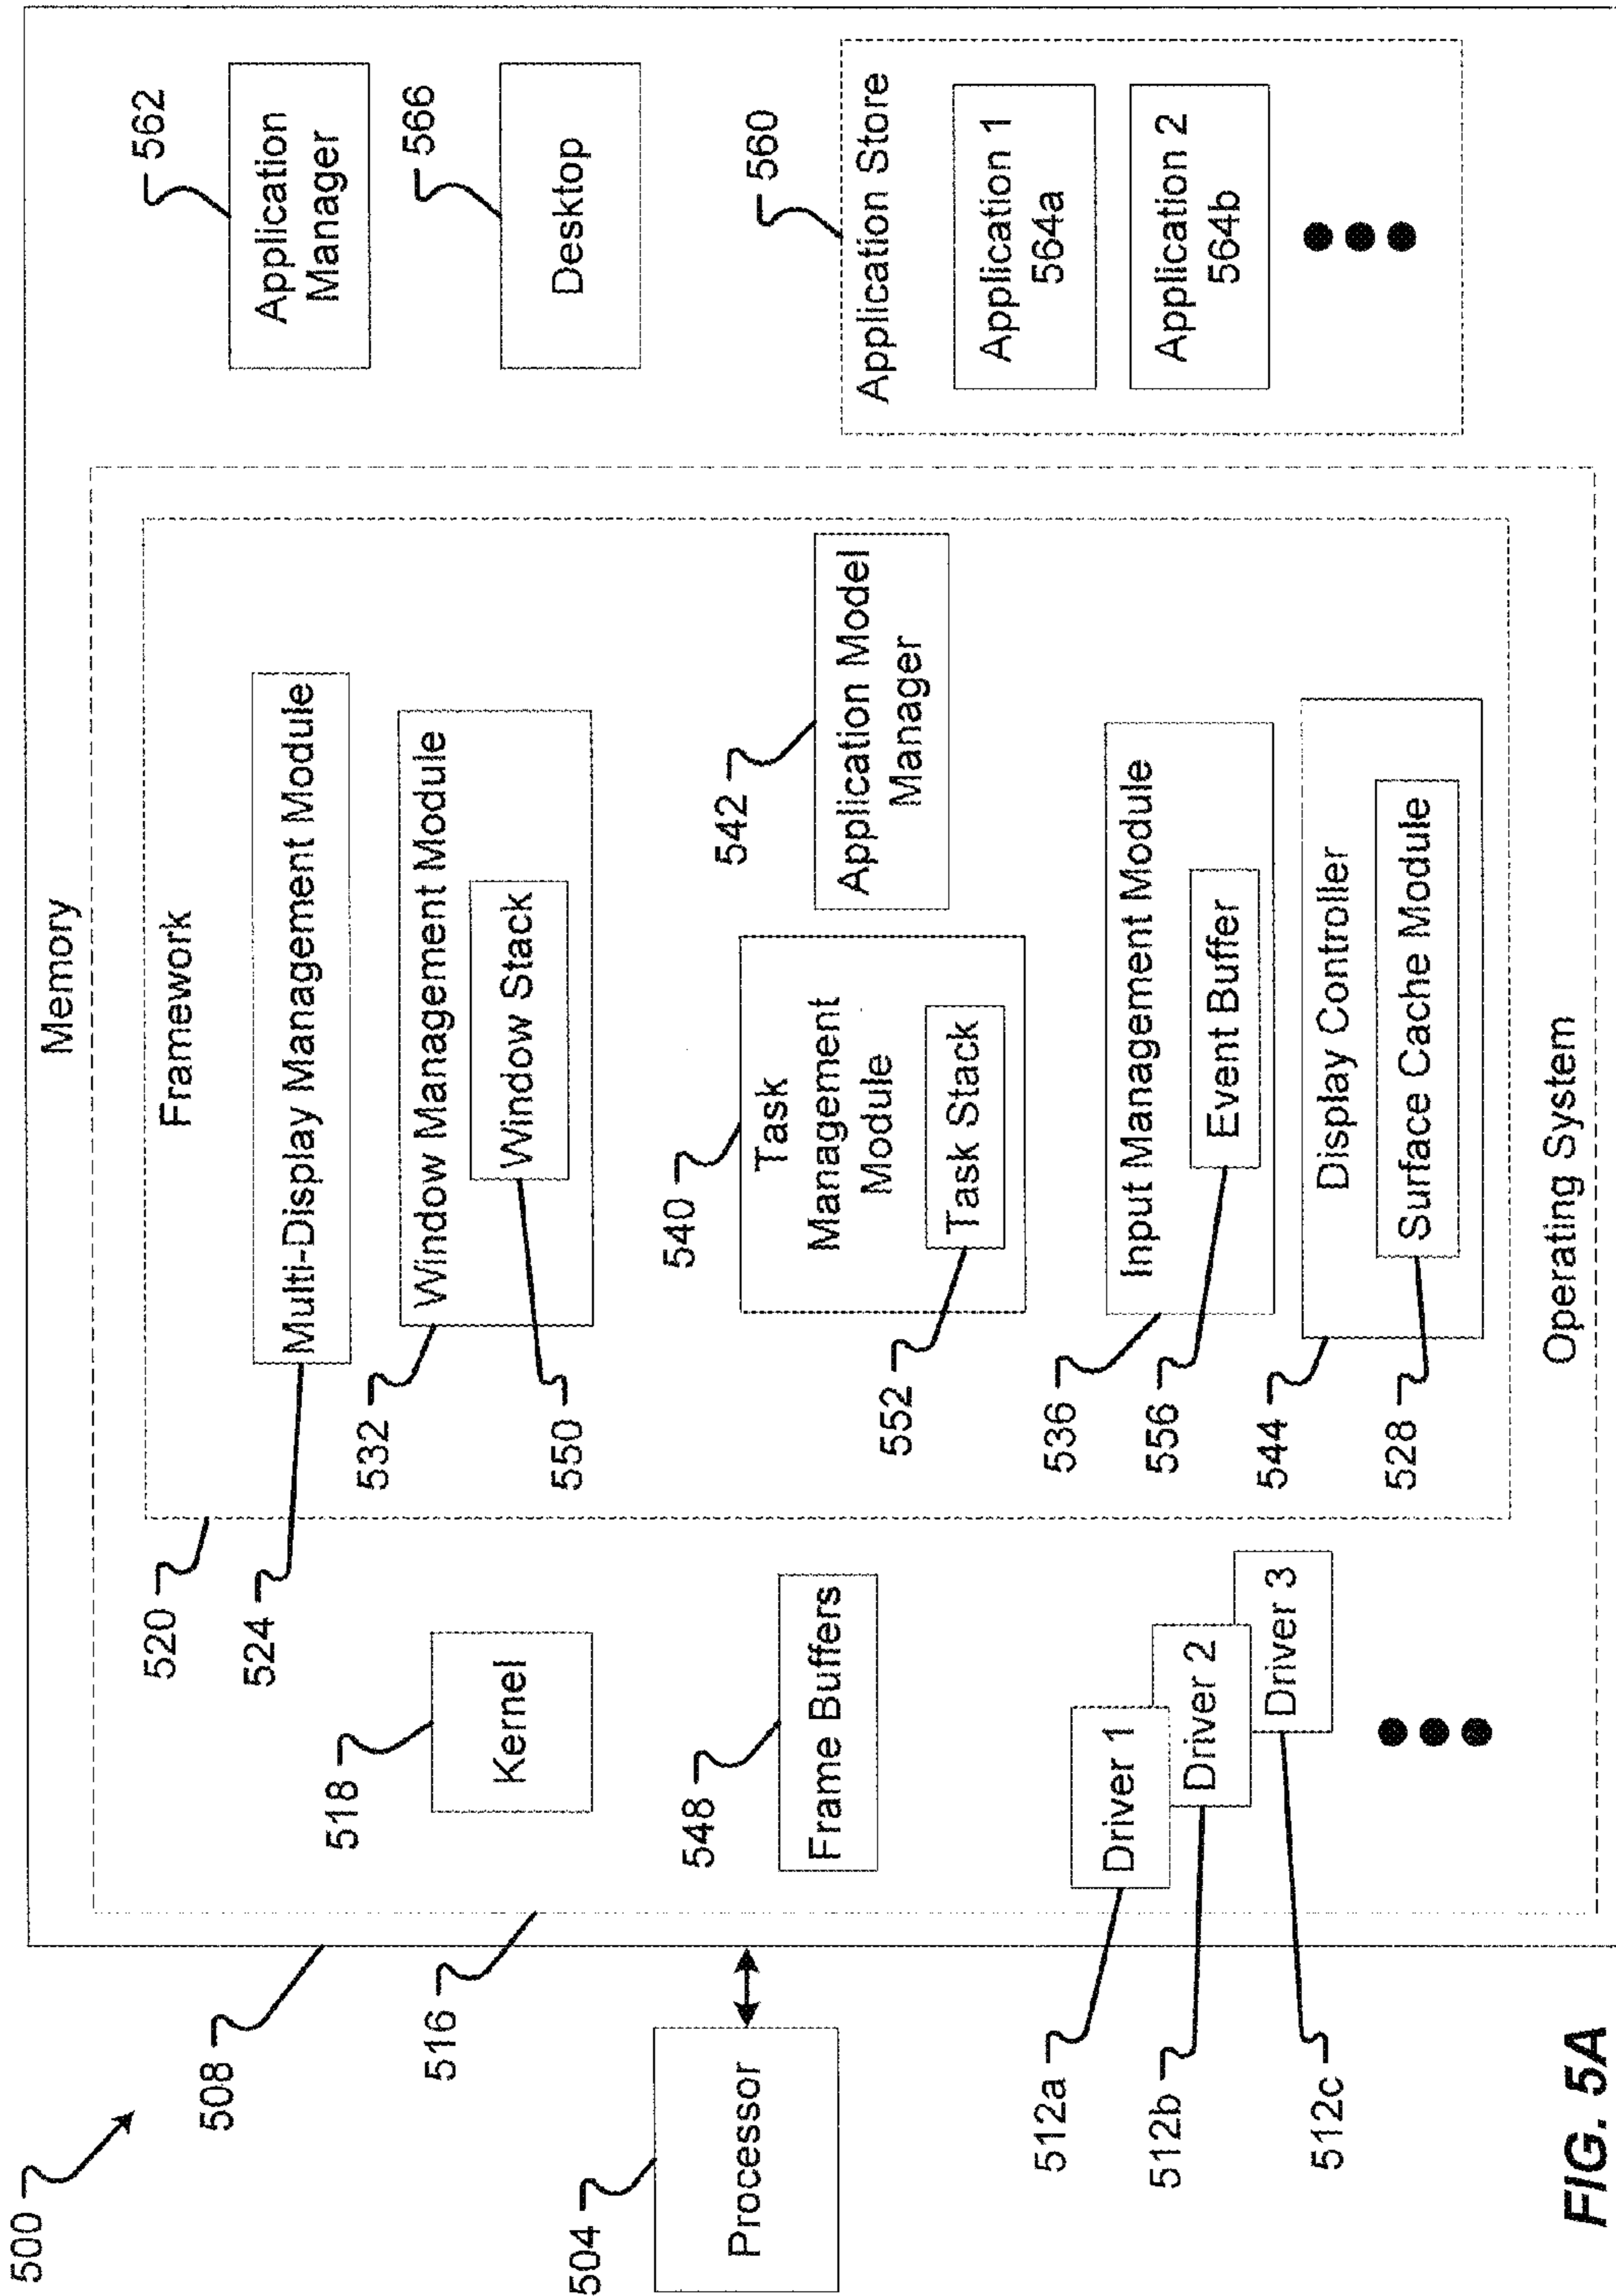 500
508
Memory
516
504
Processor
520
Framework
524
Multi-Display Management Module
532
Window Management Module
550
Window Stack
518
Kernel
548
Frame Buffers
540
Task
Management
Module
552
Task Stack
542
Application Model
Manager
536
Input Management Module
556
Event Buffer
544
Display Controller
528
Surface Cache Module
512a
Driver 1
512b
Driver 2
512c
Driver 3
Operating System
562
Application
Manager
566
Desktop
560
Application Store
Application 1
564a
Application 2
564b
FIG. 5A